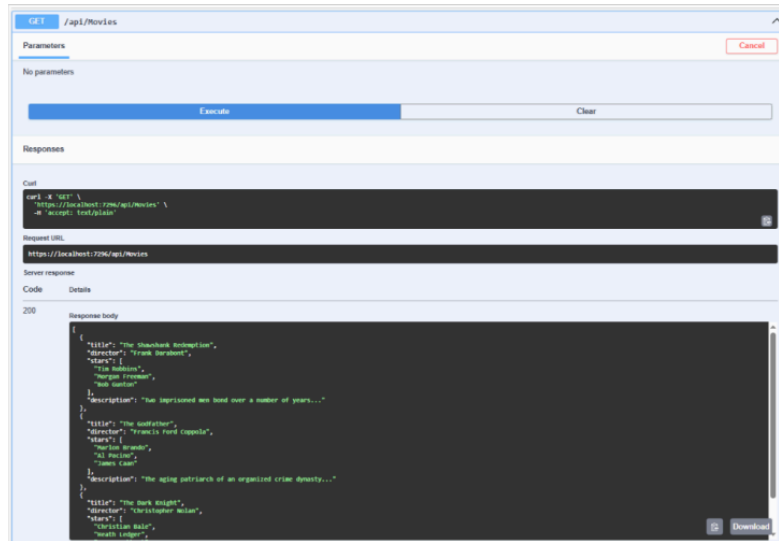 GET /api/Movies
Parameters
Cancel
No parameters
Execute
Clear
Responses
Curl
curl -X 'GET' \
'https://localhost:7296/api/Movies' \
-H 'accept: text/plain'
Request URL
https://localhost:7296/api/Movies
Server response
Code Details
200
Response body
[
{
"title": "The Shawshank Redemption",
"director": "Frank Darabont",
"stars": [
"Tim Robbins",
"Morgan Freeman",
"Bob Gunton"
],
"description": "Two imprisoned men bond over a number of years..."
},
{
"title": "The Godfather",
"director": "Francis Ford Coppola",
"stars": [
"Marlon Brando",
"Al Pacino",
"James Caan"
],
"description": "The aging patriarch of an organized crime dynasty..."
},
{
"title": "The Dark Knight",
"director": "Christopher Nolan",
"stars": [
"Christian Bale",
"Heath Ledger",
Download